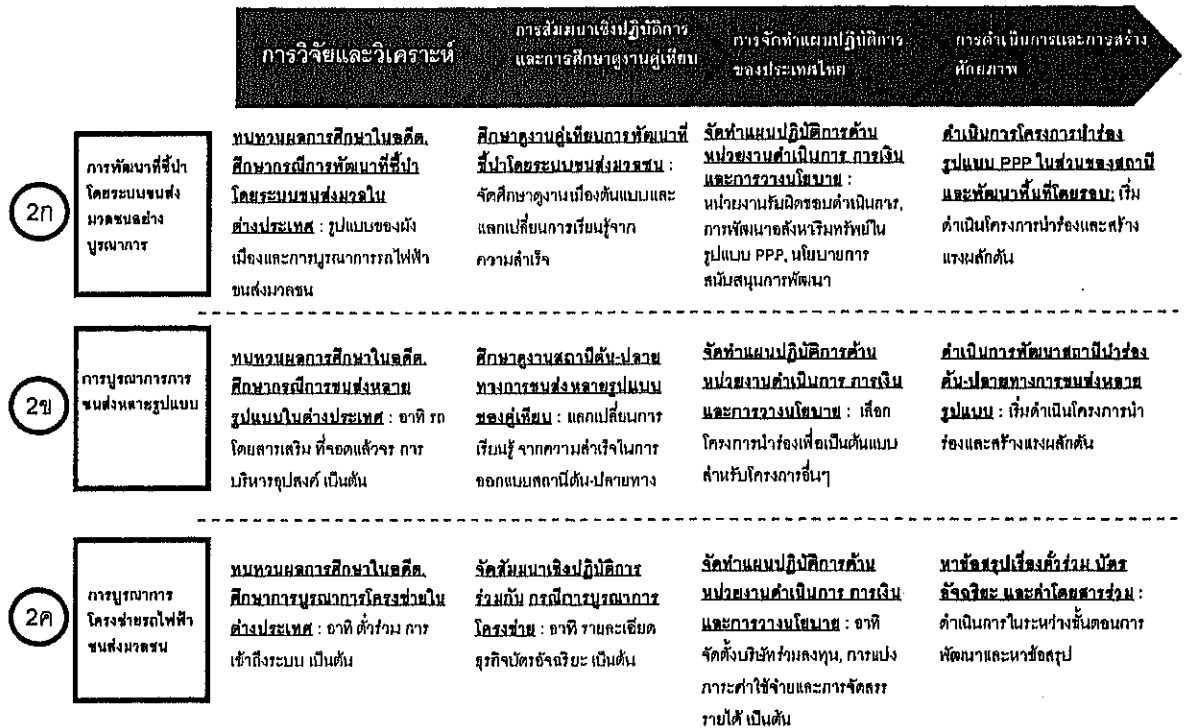 การวิจัยและวิเคราะห์
การสัมมนาเชิงปฏิบัติการ
และการศึกษาดูงานคู่เทียบ
การจัดทำแผนปฏิบัติการ
ของประเทศไทย
การดำเนินการและการสร้าง
ศักยภาพ
2ก
การพัฒนาที่ชี้นำ
โดยระบบขนส่ง
มวลชนอย่าง
บูรณาการ
ทบทวนผลการศึกษาในอดีต,
ศึกษากรณีการพัฒนาที่ชี้นำ
โดยระบบขนส่งมวลใน
ต่างประเทศ : รูปแบบของผัง
เมืองและการบูรณาการรถไฟฟ้า
ขนส่งมวลชน
ศึกษาดูงานคู่เทียบการพัฒนาที่
ชี้นำโดยระบบขนส่งมวลชน :
จัดศึกษาดูงานเมืองต้นแบบและ
แลกเปลี่ยนการเรียนรู้จาก
ความสำเร็จ
จัดทำแผนปฏิบัติการด้าน
หน่วยงานดำเนินการ การเงิน
และการวางนโยบาย :
หน่วยงานรับผิดชอบดำเนินการ,
การพัฒนาอสังหาริมทรัพย์ใน
รูปแบบ PPP, นโยบายการ
สนับสนุนการพัฒนา
ดำเนินการโครงการนำร่อง
รูปแบบ PPP ในส่วนของสถานี
และพัฒนาพื้นที่โดยรอบ: เริ่ม
ดำเนินโครงการนำร่องและสร้าง
แรงผลักดัน
2ข
การบูรณาการการ
ขนส่งหลายรูปแบบ
ทบทวนผลการศึกษาในอดีต,
ศึกษากรณีการขนส่งหลาย
รูปแบบในต่างประเทศ : อาทิ รถ
โดยสารเสริม ที่จอดแล้วจร การ
บริหารอุปสงค์ เป็นต้น
ศึกษาดูงานสถานีต้น-ปลาย
ทางการขนส่งหลายรูปแบบ
ของคู่เทียบ : แลกเปลี่ยนการ
เรียนรู้ จากความสำเร็จในการ
ออกแบบสถานีต้น-ปลายทาง
จัดทำแผนปฏิบัติการด้าน
หน่วยงานดำเนินการ การเงิน
และการวางนโยบาย : เลือก
โครงการนำร่องเพื่อเป็นต้นแบบ
สำหรับโครงการอื่นๆ
ดำเนินการพัฒนาสถานีนำร่อง
ต้น-ปลายทางการขนส่งหลาย
รูปแบบ : เริ่มดำเนินโครงการนำ
ร่องและสร้างแรงผลักดัน
2ค
การบูรณาการ
โครงข่ายรถไฟฟ้า
ขนส่งมวลชน
ทบทวนผลการศึกษาในอดีต,
ศึกษาการบูรณาการโครงข่ายใน
ต่างประเทศ : อาทิ ตั๋วร่วม การ
เข้าถึงระบบ เป็นต้น
จัดสัมมนาเชิงปฏิบัติการ
ร่วมกัน กรณีการบูรณาการ
โครงข่าย : อาทิ รายละเอียด
ธุรกิจบัตรอัจฉริยะ เป็นต้น
จัดทำแผนปฏิบัติการด้าน
หน่วยงานดำเนินการ การเงิน
และการวางนโยบาย : อาทิ
จัดตั้งบริษัทร่วมลงทุน, การแบ่ง
ภาระค่าใช้จ่ายและการจัดสรร
รายได้ เป็นต้น
หาข้อสรุปเรื่องตั๋วร่วม บัตร
อัจฉริยะ และค่าโดยสารร่วม :
ดำเนินการในระหว่างขั้นตอนการ
พัฒนาและหาข้อสรุป